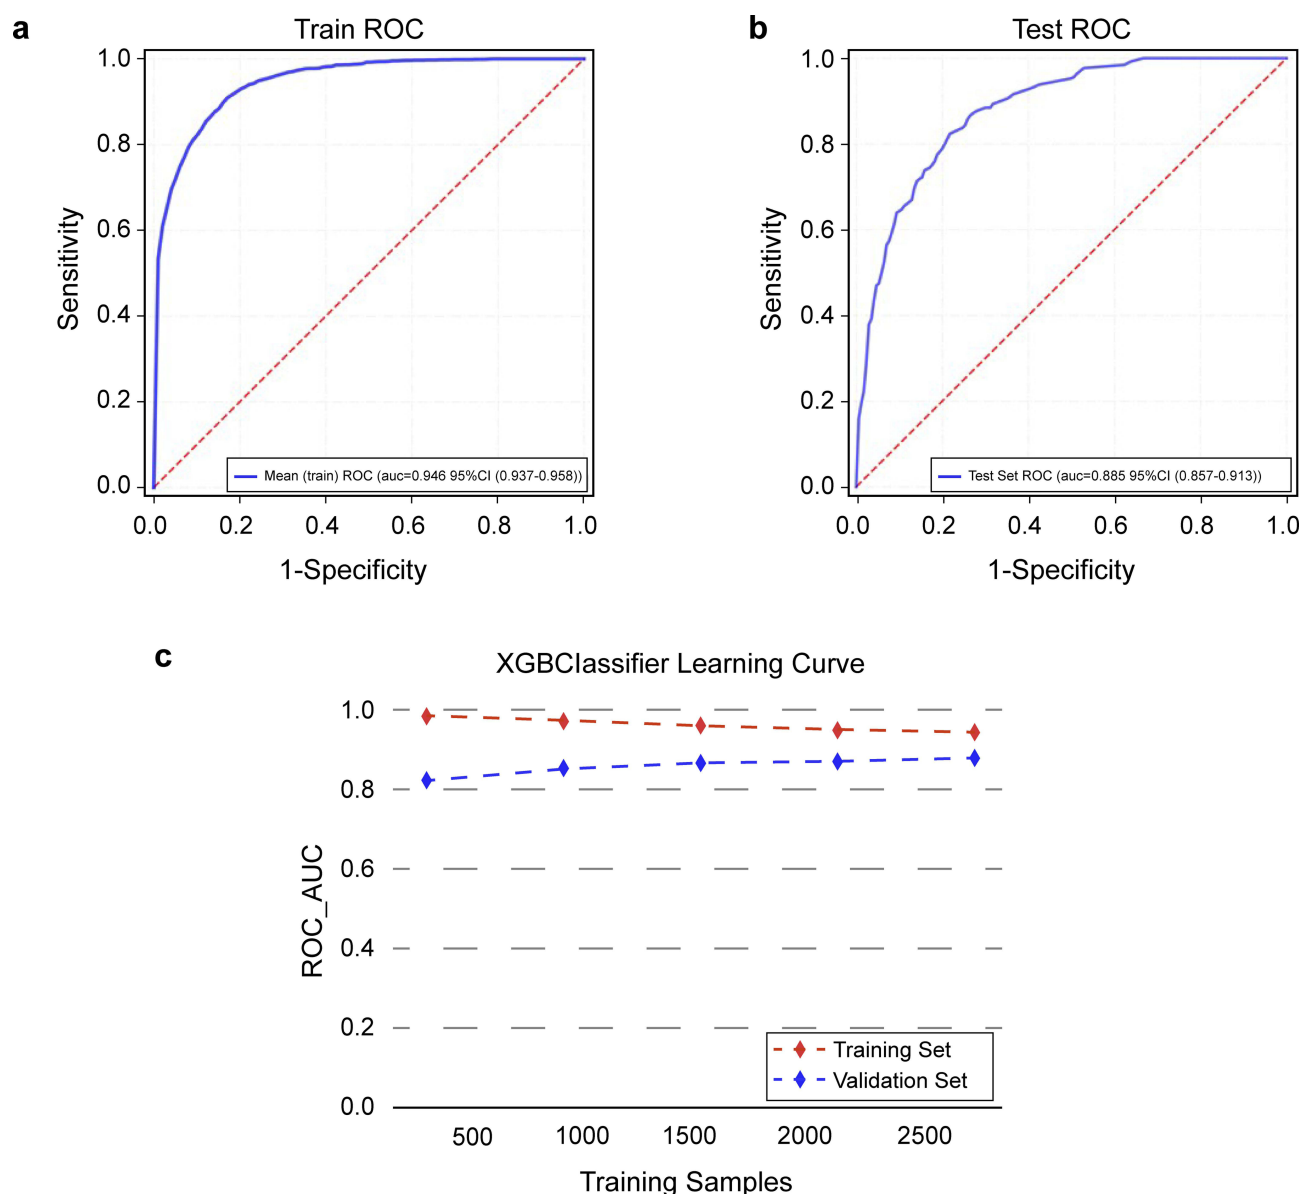 a
Train ROC
1.0
0.8
0.6
0.4
0.2
0.0
Sensitivity
Mean (train) ROC (auc=0.946 95%CI (0.937-0.958))
0.0 0.2 0.4 0.6 0.8 1.0
1-Specificity
b
Test ROC
1.0
0.8
0.6
0.4
0.2
0.0
Sensitivity
Test Set ROC (auc=0.885 95%CI (0.857-0.913))
0.0 0.2 0.4 0.6 0.8 1.0
1-Specificity
c
XGBClassifier Learning Curve
1.0
0.8
0.6
0.4
0.2
0.0
ROC_AUC
Training Set
Validation Set
500 1000 1500 2000 2500
Training Samples